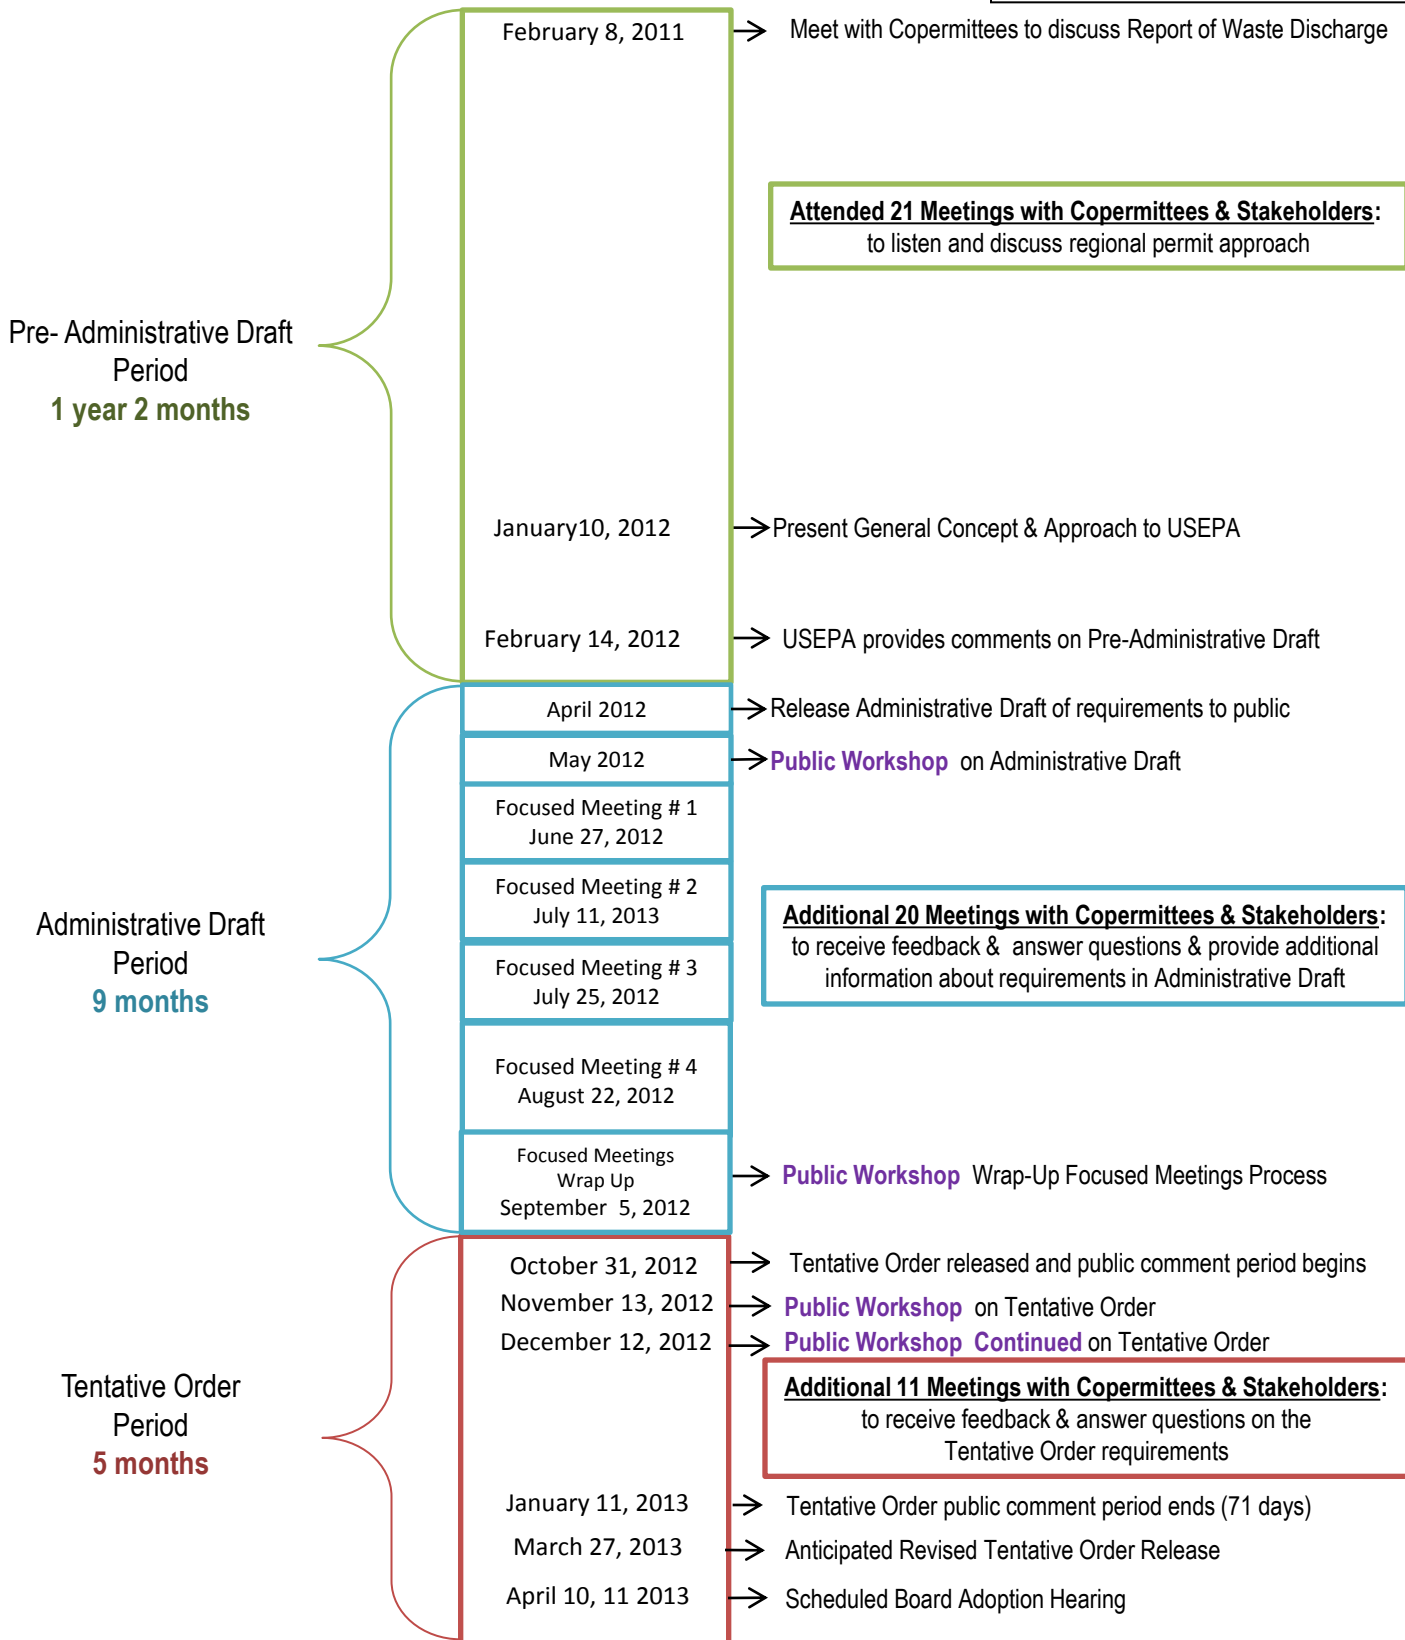 February 8, 2011
Meet with Copermittees to discuss Report of Waste Discharge
Attended 21 Meetings with Copermittees & Stakeholders:
to listen and discuss regional permit approach
Pre- Administrative Draft
Period
1 year 2 months
January10, 2012
Present General Concept & Approach to USEPA
February 14, 2012
USEPA provides comments on Pre-Administrative Draft
April 2012
Release Administrative Draft of requirements to public
May 2012
Public Workshop on Administrative Draft
Focused Meeting # 1
June 27, 2012
Focused Meeting # 2
July 11, 2013
Additional 20 Meetings with Copermittees & Stakeholders:
to receive feedback & answer questions & provide additional
information about requirements in Administrative Draft
Administrative Draft
Period
9 months
Focused Meeting # 3
July 25, 2012
Focused Meeting # 4
August 22, 2012
Focused Meetings
Wrap Up
September 5, 2012
Public Workshop Wrap-Up Focused Meetings Process
October 31, 2012
Tentative Order released and public comment period begins
November 13, 2012
Public Workshop on Tentative Order
December 12, 2012
Public Workshop Continued on Tentative Order
Additional 11 Meetings with Copermittees & Stakeholders:
to receive feedback & answer questions on the
Tentative Order requirements
Tentative Order
Period
5 months
January 11, 2013
Tentative Order public comment period ends (71 days)
March 27, 2013
Anticipated Revised Tentative Order Release
April 10, 11 2013
Scheduled Board Adoption Hearing